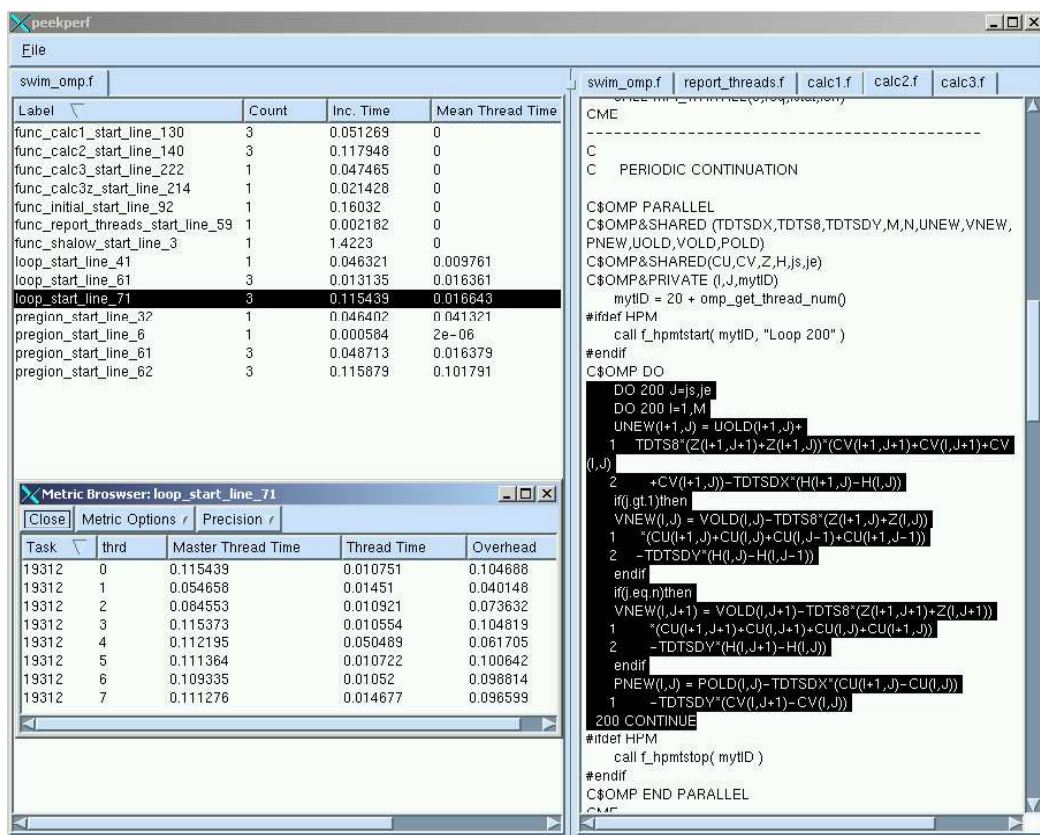 peekperf
File
swim_omp.f
Label Count Inc. Time Mean Thread Time
func_calc1_start_line_130 3 0.051269 0
func_calc2_start_line_140 3 0.117948 0
func_calc3_start_line_222 1 0.047465 0
func_calc3z_start_line_214 1 0.021428 0
func_initial_start_line_92 1 0.16032 0
func_report_threads_start_line_59 1 0.002182 0
func_shalow_start_line_3 1 1.4223 0
loop_start_line_41 1 0.046321 0.009761
loop_start_line_61 3 0.013135 0.016361
loop_start_line_71 3 0.115439 0.016643
pregion_start_line_32 1 0.046402 0.041321
pregion_start_line_6 1 0.000584 2e-06
pregion_start_line_61 3 0.048713 0.016379
pregion_start_line_62 3 0.115879 0.101791
Metric Broswser: loop_start_line_71
Close Metric Options Precision
Task thrd Master Thread Time Thread Time Overhead
19312 0 0.115439 0.010751 0.104688
19312 1 0.054658 0.01451 0.040148
19312 2 0.084553 0.010921 0.073632
19312 3 0.115373 0.010554 0.104819
19312 4 0.112195 0.050489 0.061705
19312 5 0.111364 0.010722 0.100642
19312 6 0.109335 0.01052 0.098814
19312 7 0.111276 0.014677 0.096599
swim_omp.f report_threads.f calc1.f calc2.f calc3.f
CME
-------------------------------------------
C
C PERIODIC CONTINUATION
C$OMP PARALLEL
C$OMP&SHARED (TDTSDX,TDTS8,TDTSDY,M,N,UNEW,VNEW,
PNEW,UOLD,VOLD,POLD)
C$OMP&SHARED(CU,CV,Z,H,js,je)
C$OMP&PRIVATE (I,J,mytID)
mytID = 20 + omp_get_thread_num()
#ifdef HPM
call f_hpmtstart( mytID, "Loop 200" )
#endif
C$OMP DO
DO 200 J=js,je
DO 200 I=1,M
UNEW(I+1,J) = UOLD(I+1,J)+
1 TDTS8*(Z(I+1,J+1)+Z(I+1,J))*(CV(I+1,J+1)+CV(I,J+1)+CV
(I,J)
2 +CV(I+1,J))-TDTSDX*(H(I+1,J)-H(I,J))
if(j.gt.1)then
VNEW(I,J) = VOLD(I,J)-TDTS8*(Z(I+1,J)+Z(I,J))
1 *(CU(I+1,J)+CU(I,J)+CU(I,J-1)+CU(I+1,J-1))
2 -TDTSDY*(H(I,J)-H(I,J-1))
endif
if(j.eq.n)then
VNEW(I,J+1) = VOLD(I,J+1)-TDTS8*(Z(I+1,J+1)+Z(I,J+1))
1 *(CU(I+1,J+1)+CU(I,J+1)+CU(I,J)+CU(I+1,J))
2 -TDTSDY*(H(I,J+1)-H(I,J))
endif
PNEW(I,J) = POLD(I,J)-TDTSDX*(CU(I+1,J)-CU(I,J))
1 -TDTSDY*(CV(I,J+1)-CV(I,J))
200 CONTINUE
#ifdef HPM
call f_hpmtstop( mytID )
#endif
C$OMP END PARALLEL
CME